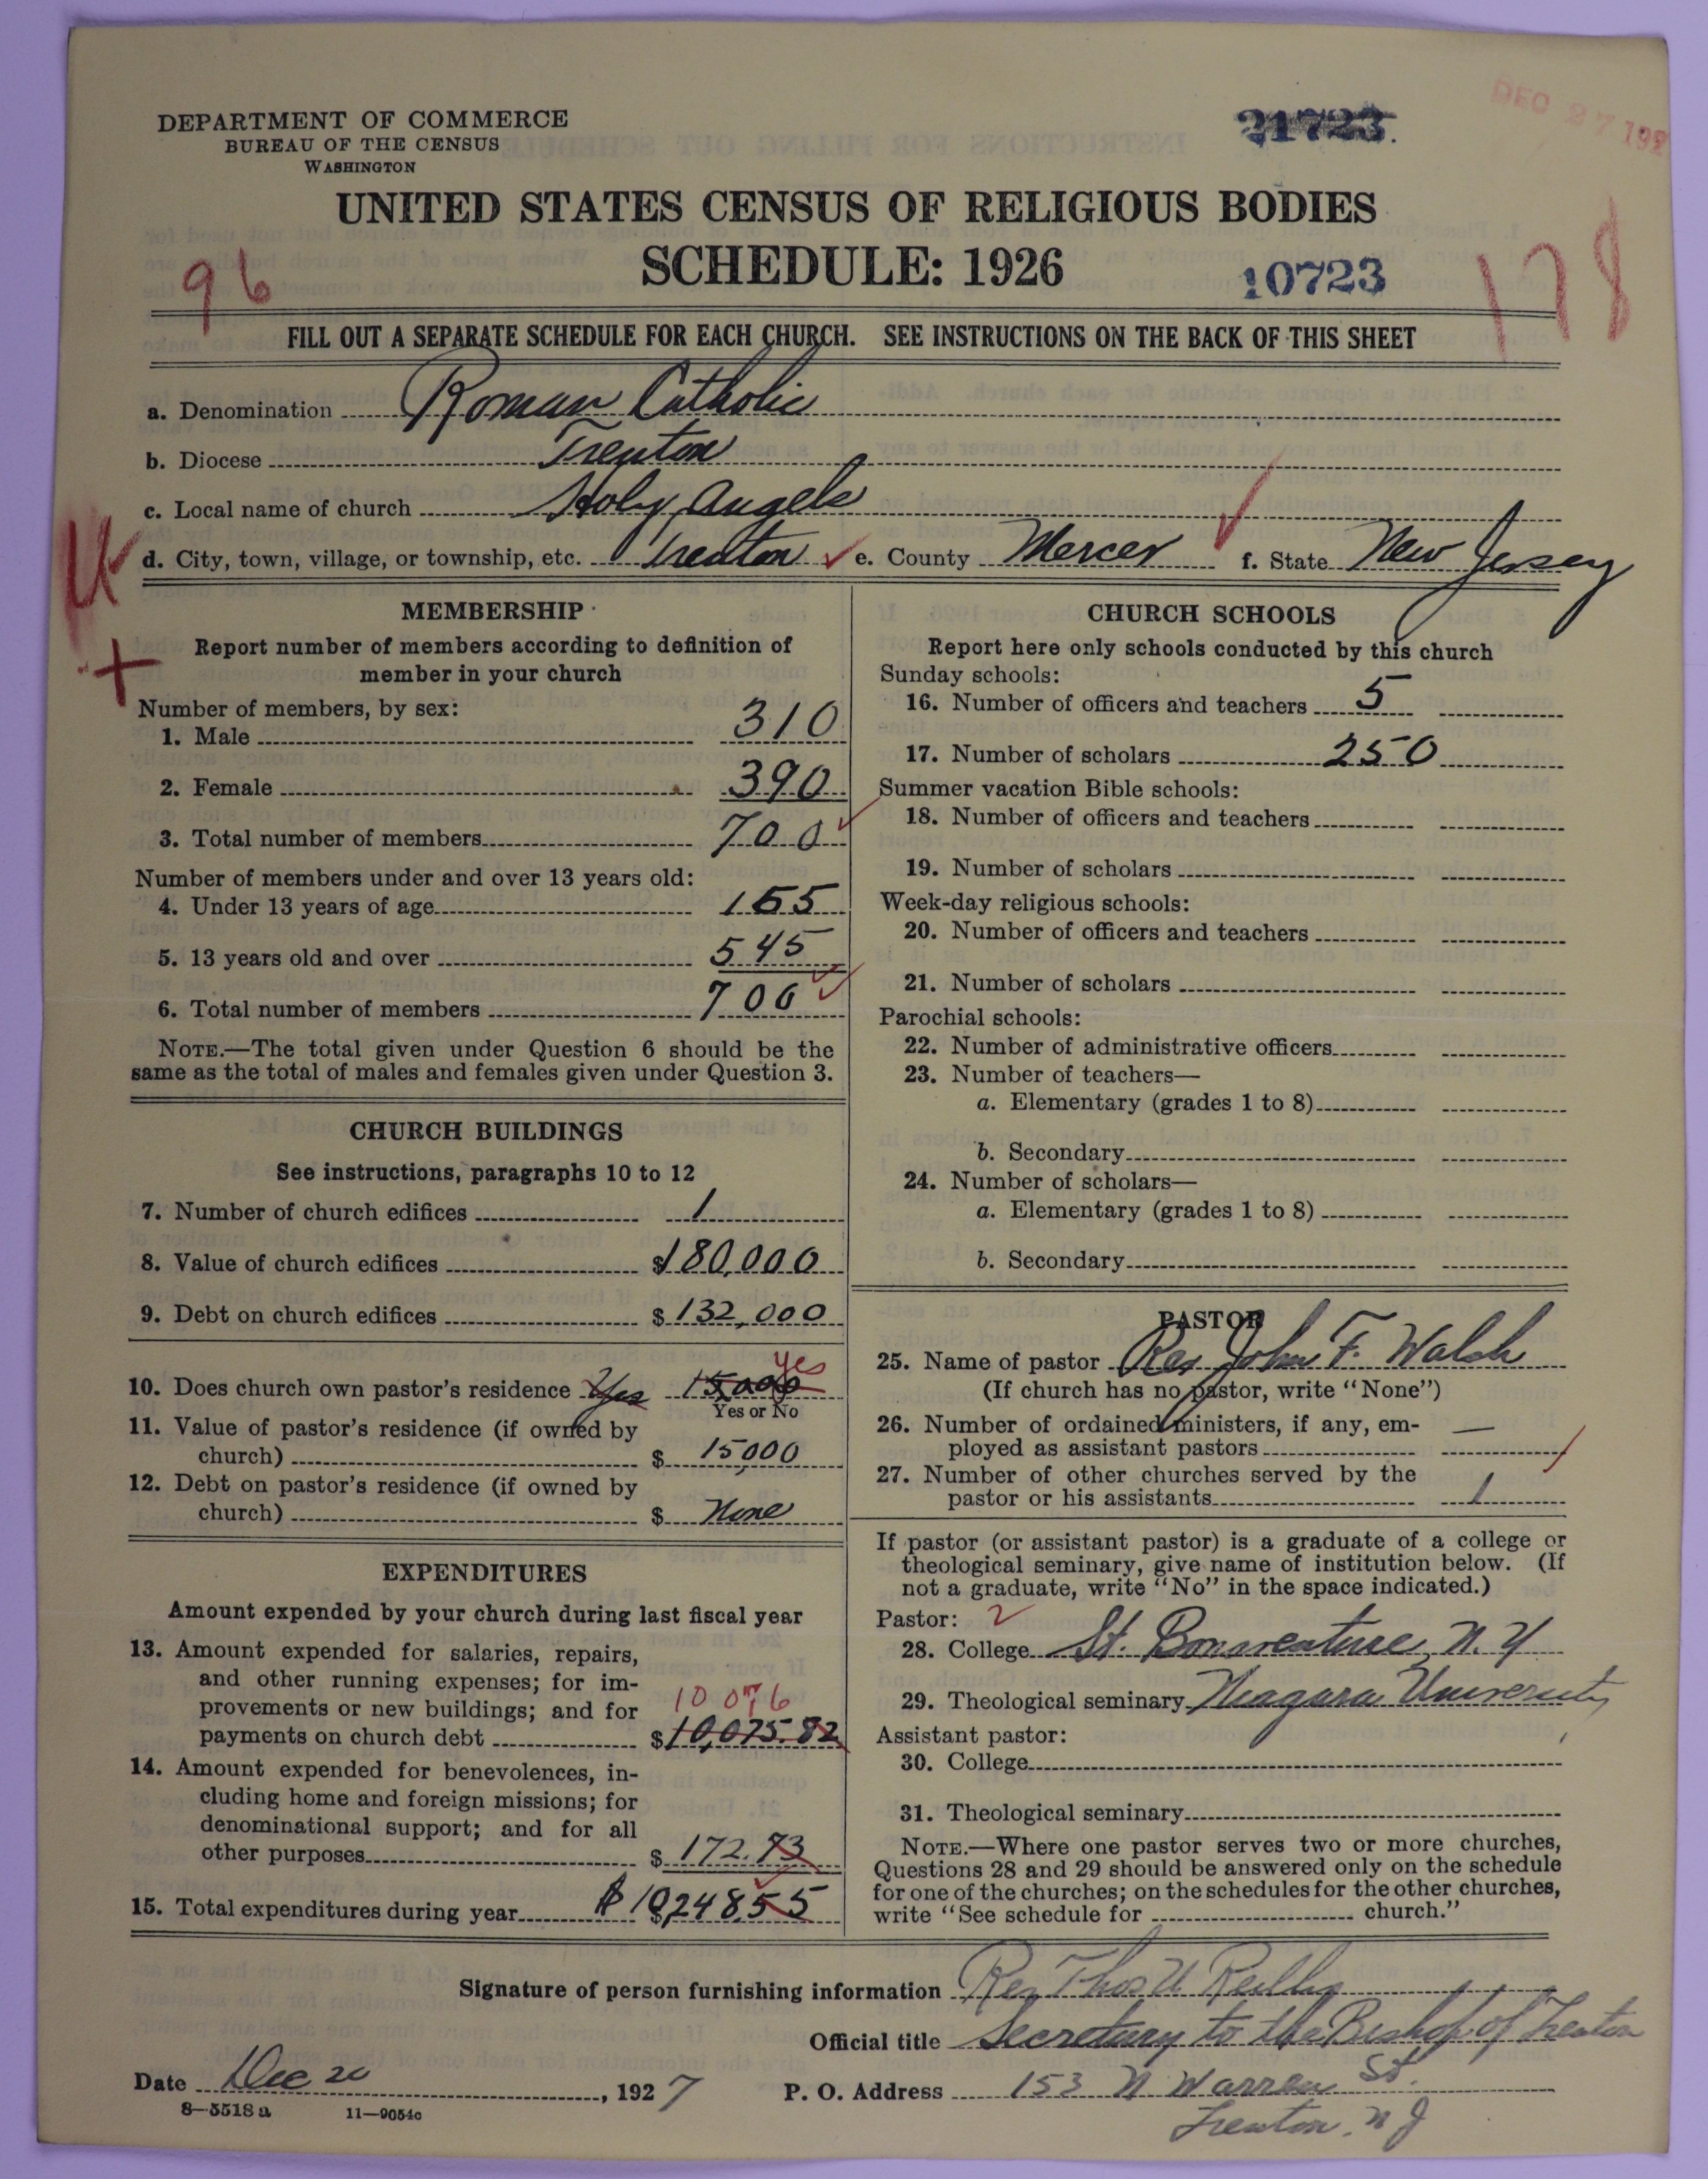 DEC 27 192
DEPARTMENT OF COMMERCE
BUREAU OF THE CENSUS
WASHINGTON
21723.
UNITED STATES CENSUS OF RELIGIOUS BODIES
SCHEDULE: 1926
96
10723
178
FILL OUT A SEPARATE SCHEDULE FOR EACH CHURCH. SEE INSTRUCTIONS ON THE BACK OF THIS SHEET
a. Denomination Roman Catholic
b. Diocese Trenton
c. Local name of church Holy Angels
d. City, town, village, or township, etc. Trenton e. County Mercer f. State New Jersey
MEMBERSHIP
Report number of members according to definition of
member in your church
Number of members, by sex:
1. Male 310
2. Female 390
3. Total number of members 700
Number of members under and over 13 years old:
4. Under 13 years of age 155
5. 13 years old and over 545
6. Total number of members 700
NOTE.—The total given under Question 6 should be the
same as the total of males and females given under Question 3.
CHURCH BUILDINGS
See instructions, paragraphs 10 to 12
7. Number of church edifices 1
8. Value of church edifices $180,000
9. Debt on church edifices $132,000
yes
10. Does church own pastor's residence Yes 15,000
Yes or No
11. Value of pastor's residence (if owned by
church) $ 15,000
12. Debt on pastor's residence (if owned by
church) $ None
EXPENDITURES
Amount expended by your church during last fiscal year
13. Amount expended for salaries, repairs,
and other running expenses; for im-
provements or new buildings; and for 10 076
payments on church debt $10,075.82
14. Amount expended for benevolences, in-
cluding home and foreign missions; for
denominational support; and for all
other purposes $ 172.73
15. Total expenditures during year $ 10,248.55
CHURCH SCHOOLS
Report here only schools conducted by this church
Sunday schools:
16. Number of officers and teachers 5
17. Number of scholars 250
Summer vacation Bible schools:
18. Number of officers and teachers
19. Number of scholars
Week-day religious schools:
20. Number of officers and teachers
21. Number of scholars
Parochial schools:
22. Number of administrative officers
23. Number of teachers—
a. Elementary (grades 1 to 8)
b. Secondary
24. Number of scholars—
a. Elementary (grades 1 to 8)
b. Secondary
PASTOR
25. Name of pastor Rev John F. Walsh
(If church has no pastor, write "None")
26. Number of ordained ministers, if any, em-
ployed as assistant pastors —
27. Number of other churches served by the
pastor or his assistants 1
If pastor (or assistant pastor) is a graduate of a college or
theological seminary, give name of institution below. (If
not a graduate, write "No" in the space indicated.)
Pastor: 2
28. College St. Bonaventure, N.Y
29. Theological seminary Niagara University
Assistant pastor:
30. College
31. Theological seminary
NOTE.—Where one pastor serves two or more churches,
Questions 28 and 29 should be answered only on the schedule
for one of the churches; on the schedules for the other churches,
write "See schedule for church."
Signature of person furnishing information Rev Thos U Reilly
Official title Secretary to the Bishop of Trenton
Date Dec 20, 1927 P. O. Address 153 N Warren St.
Trenton, N J
8—5518 a 11—9054c